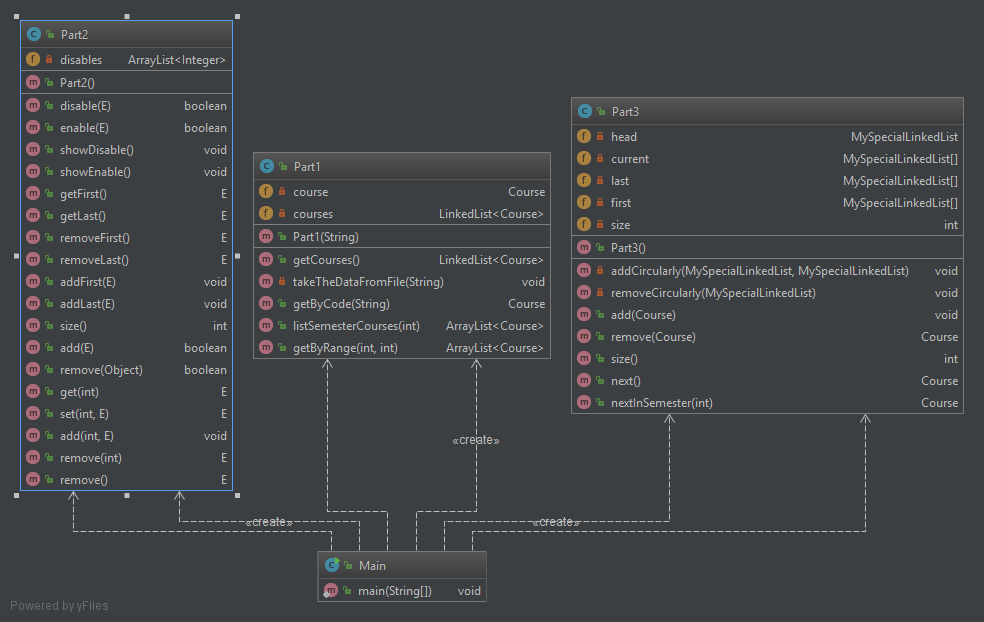 Part2
disables ArrayList<Integer>
Part2()
disable(E) boolean
enable(E) boolean
showDisable() void
showEnable() void
getFirst() E
getLast() E
removeFirst() E
removeLast() E
addFirst(E) void
addLast(E) void
size() int
add(E) boolean
remove(Object) boolean
get(int) E
set(int, E) E
add(int, E) void
remove(int) E
remove() E
Part1
course Course
courses LinkedList<Course>
Part1(String)
getCourses() LinkedList<Course>
takeTheDataFromFile(String) void
getByCode(String) Course
listSemesterCourses(int) ArrayList<Course>
getByRange(int, int) ArrayList<Course>
Part3
head MySpecialLinkedList
current MySpecialLinkedList[]
last MySpecialLinkedList[]
first MySpecialLinkedList[]
size int
Part3()
addCircularly(MySpecialLinkedList, MySpecialLinkedList) void
removeCircularly(MySpecialLinkedList) void
add(Course) void
remove(Course) Course
size() int
next() Course
nextInSemester(int) Course
«create»
«create»
«create»
Main
main(String[]) void
Powered by yFiles